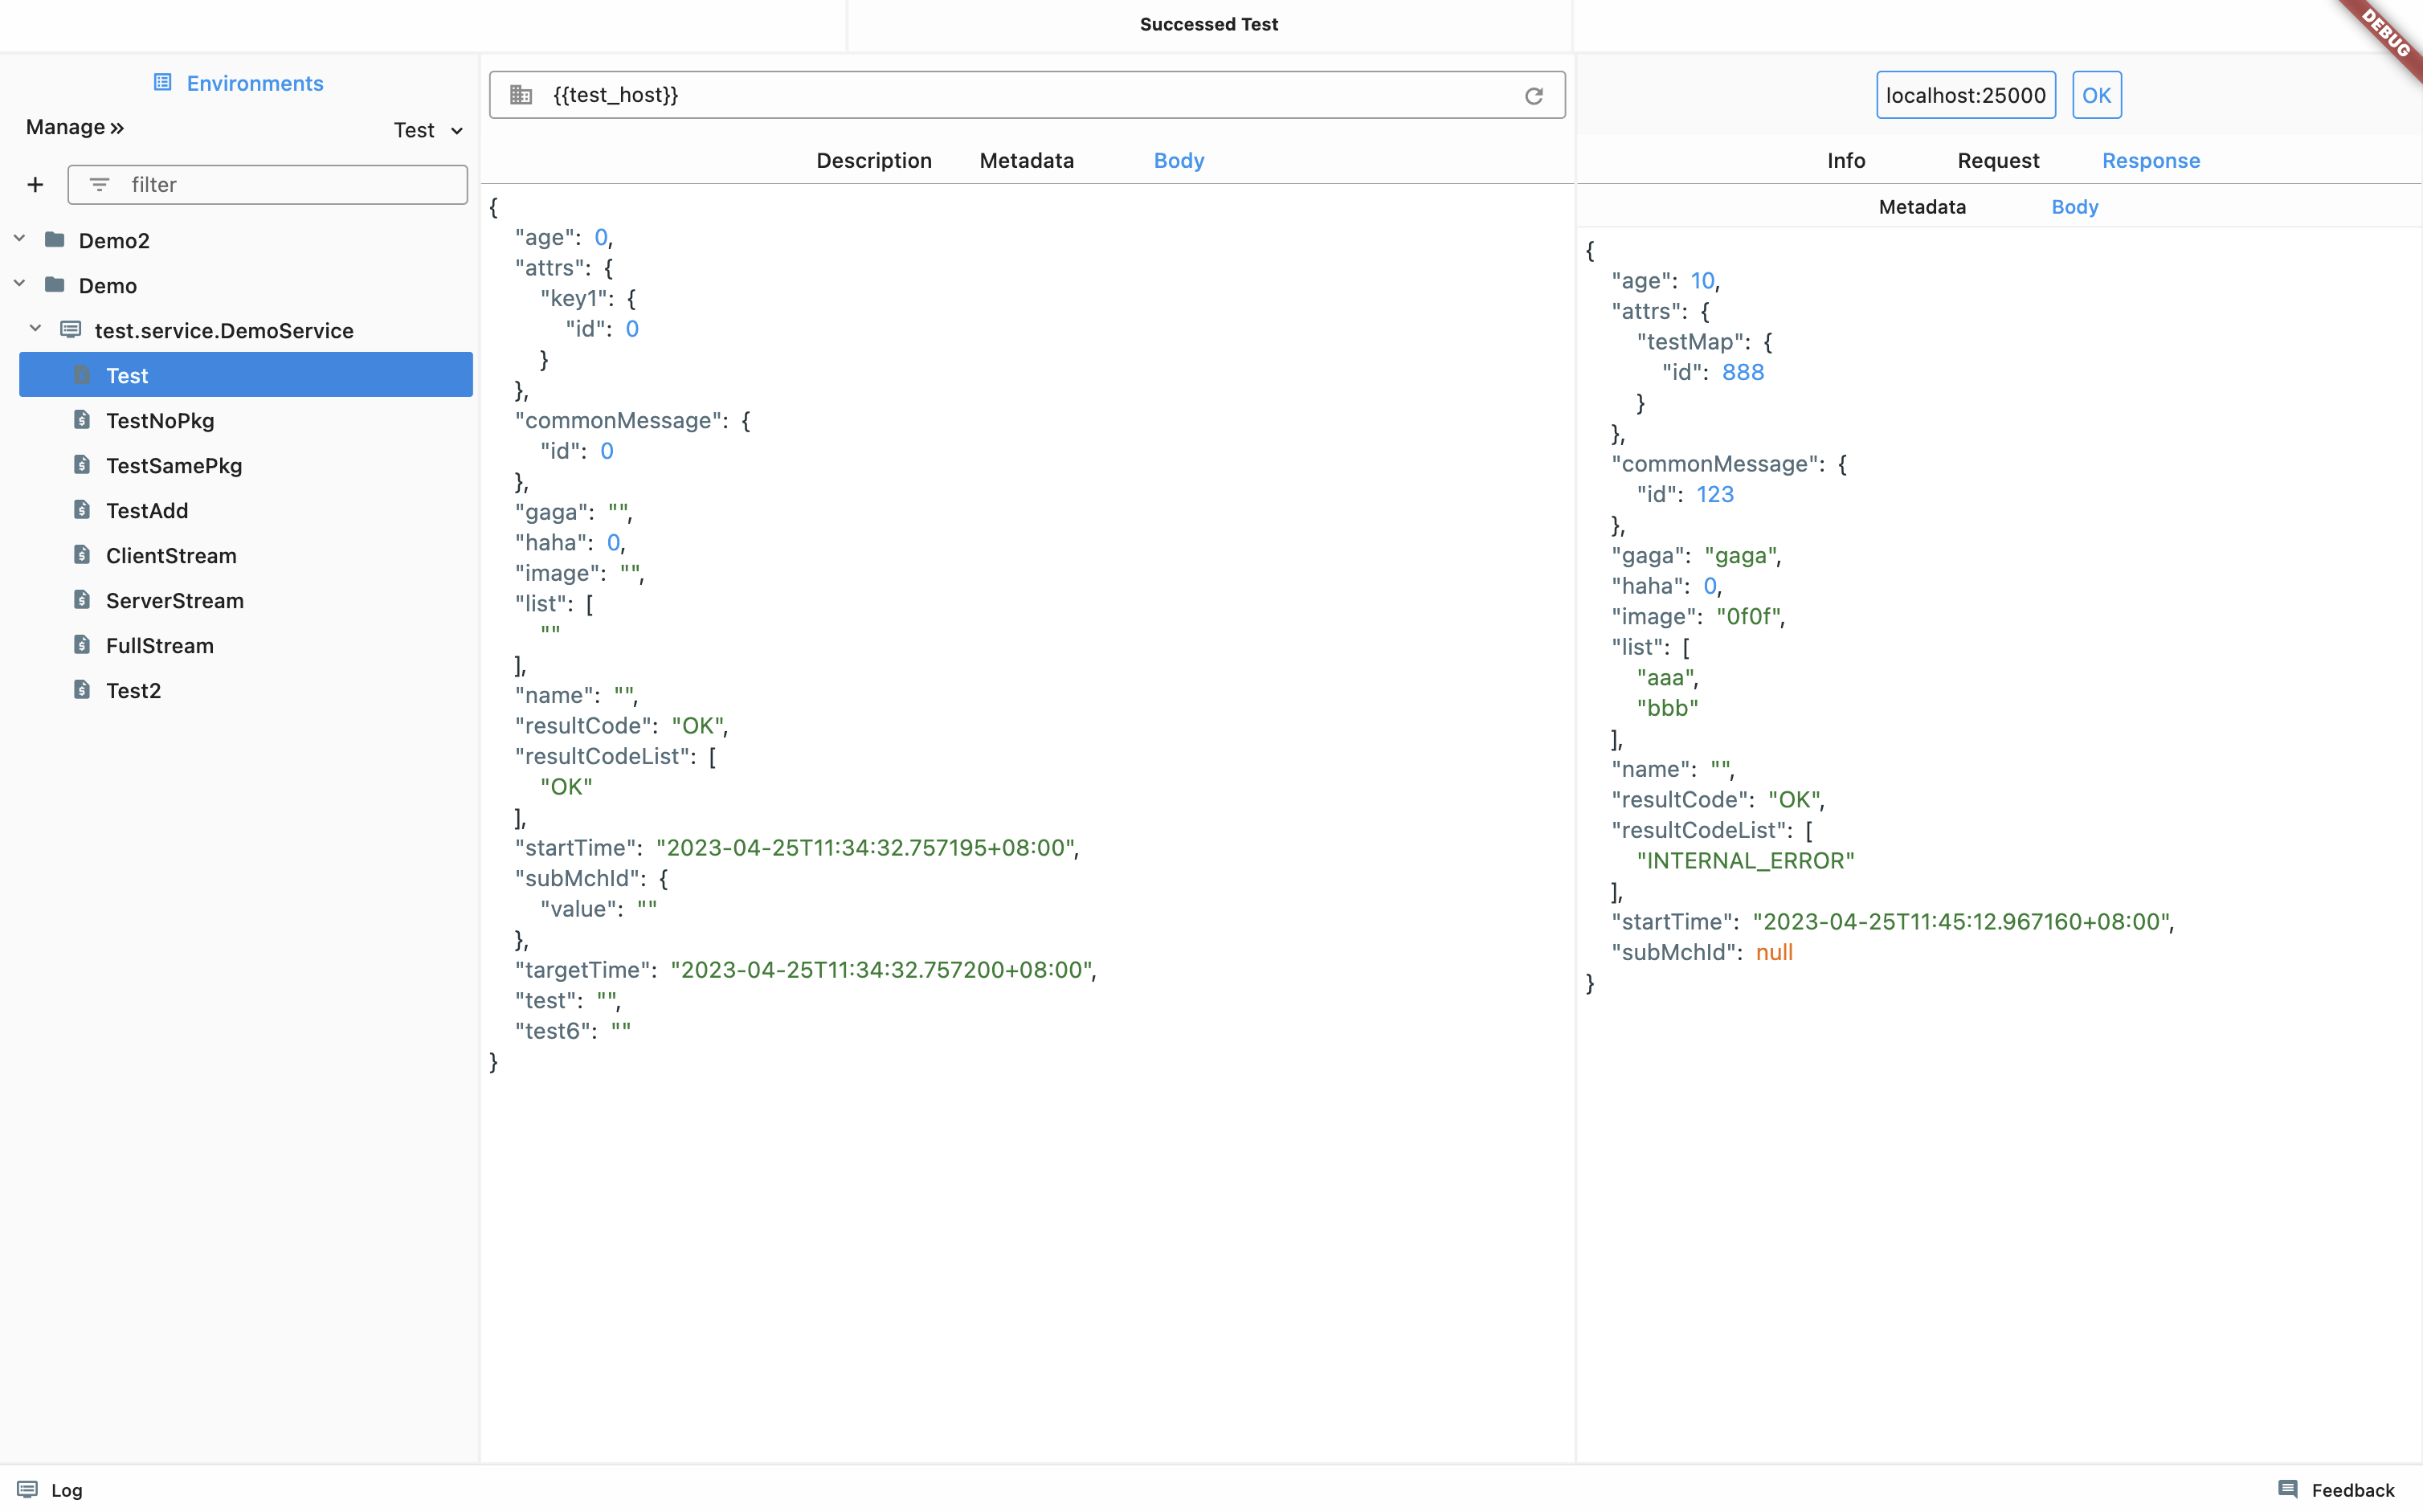 Successed Test
DEBUG
Environments
Manage »
Test
filter
Demo2
Demo
test.service.DemoService
Test
TestNoPkg
TestSamePkg
TestAdd
ClientStream
ServerStream
FullStream
Test2
{{test_host}}
Description Metadata Body
{
"age": 0,
"attrs": {
"key1": {
"id": 0
}
},
"commonMessage": {
"id": 0
},
"gaga": "",
"haha": 0,
"image": "",
"list": [
""
],
"name": "",
"resultCode": "OK",
"resultCodeList": [
"OK"
],
"startTime": "2023-04-25T11:34:32.757195+08:00",
"subMchId": {
"value": ""
},
"targetTime": "2023-04-25T11:34:32.757200+08:00",
"test": "",
"test6": ""
}
localhost:25000 OK
Info Request Response
Metadata Body
{
"age": 10,
"attrs": {
"testMap": {
"id": 888
}
},
"commonMessage": {
"id": 123
},
"gaga": "gaga",
"haha": 0,
"image": "0f0f",
"list": [
"aaa",
"bbb"
],
"name": "",
"resultCode": "OK",
"resultCodeList": [
"INTERNAL_ERROR"
],
"startTime": "2023-04-25T11:45:12.967160+08:00",
"subMchId": null
}
Log
Feedback